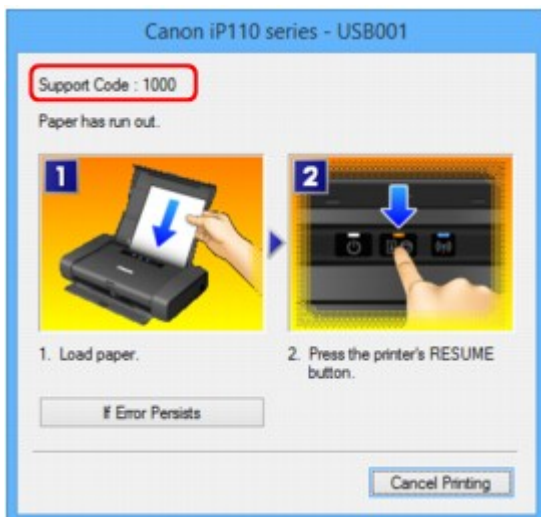 Canon iP110 series - USB001
Support Code : 1000
Paper has run out.
1
2
1. Load paper.
2. Press the printer's RESUME
button.
If Error Persists
Cancel Printing